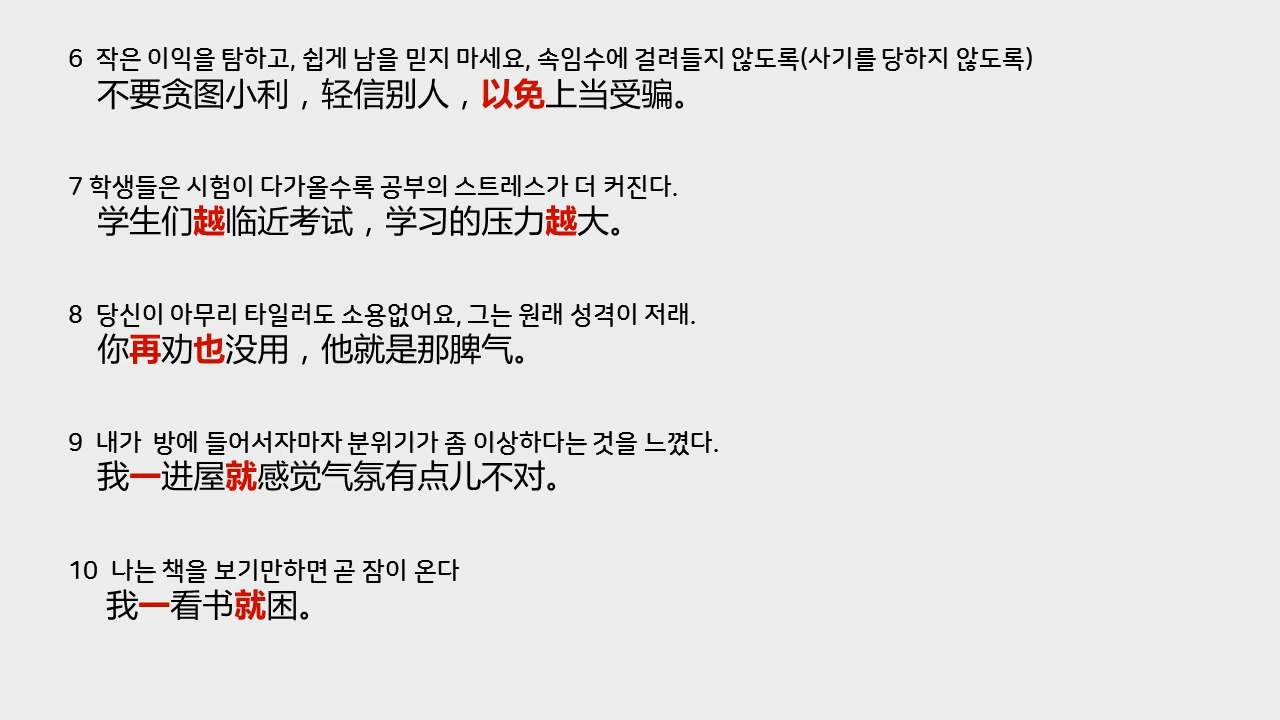 6 작은 이익을 탐하고, 쉽게 남을 믿지 마세요, 속임수에 걸려들지 않도록(사기를 당하지 않도록)
不要贪图小利，轻信别人，以免上当受骗。
7 학생들은 시험이 다가올수록 공부의 스트레스가 더 커진다.
学生们越临近考试，学习的压力越大。
8 당신이 아무리 타일러도 소용없어요, 그는 원래 성격이 저래.
你再劝也没用，他就是那脾气。
9 내가 방에 들어서자마자 분위기가 좀 이상하다는 것을 느꼈다.
我一进屋就感觉气氛有点儿不对。
10 나는 책을 보기만하면 곧 잠이 온다
我一看书就困。